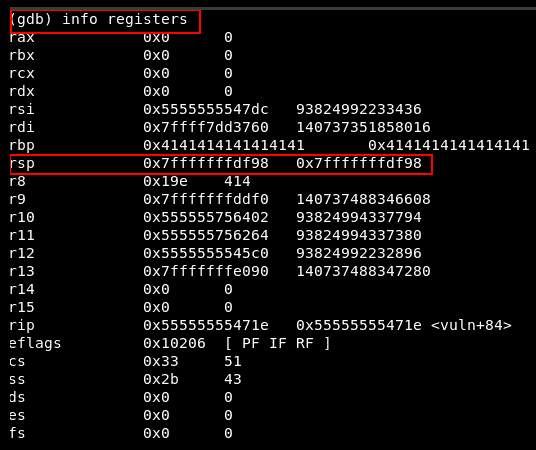 (gdb) info registers
rax 0x0 0
rbx 0x0 0
rcx 0x0 0
rdx 0x0 0
rsi 0x5555555547dc 93824992233436
rdi 0x7ffff7dd3760 140737351858016
rbp 0x4141414141414141 0x4141414141414141
rsp 0x7fffffffdf98 0x7fffffffdf98
r8 0x19e 414
r9 0x7fffffffddf0 140737488346608
r10 0x555555756402 93824994337794
r11 0x555555756264 93824994337380
r12 0x5555555545c0 93824992232896
r13 0x7fffffffe090 140737488347280
r14 0x0 0
r15 0x0 0
rip 0x55555555471e 0x55555555471e <vuln+84>
eflags 0x10206 [ PF IF RF ]
cs 0x33 51
ss 0x2b 43
ds 0x0 0
es 0x0 0
fs 0x0 0